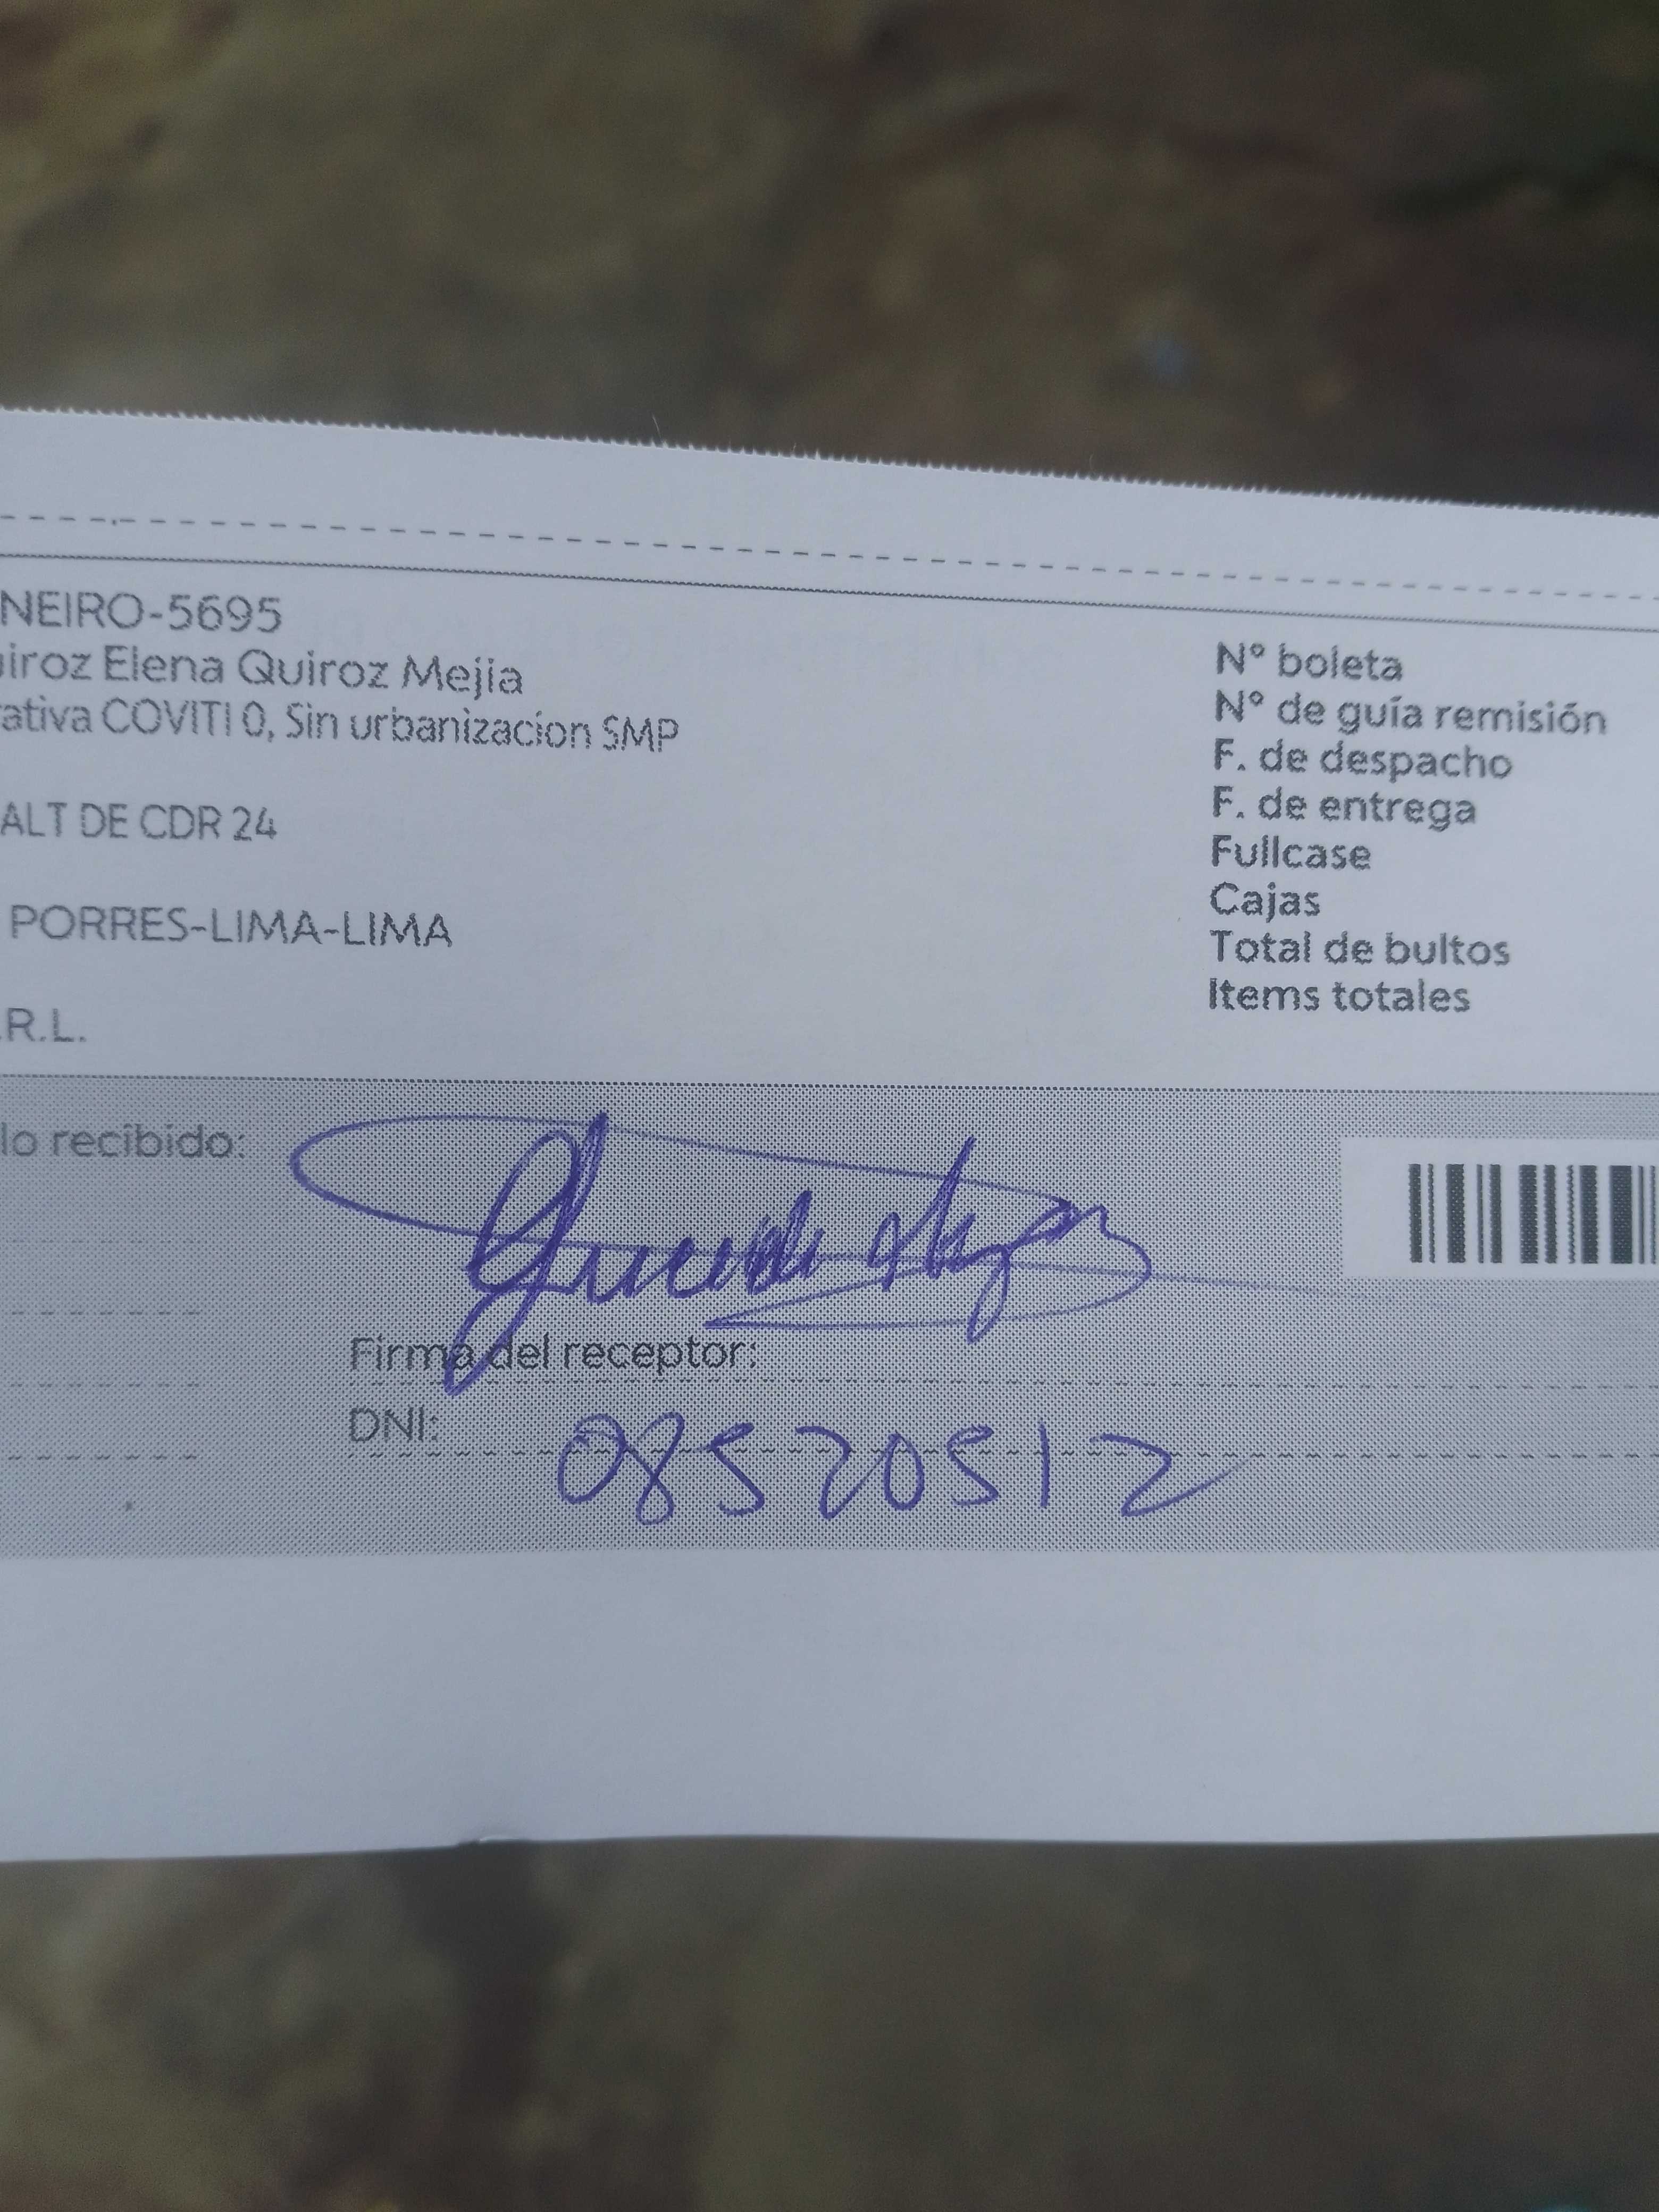 NEIRO-5695
iroz Elena Quiroz Mejia
ativa COVITI 0, Sin urbanizacion SMP
ALT DE CDR 24
PORRES-LIMA-LIMA
.R.L.
N° boleta
N° de guía remisión
F. de despacho
F. de entrega
Fullcase
Cajas
Total de bultos
Items totales
lo recibido:
Firma del receptor:
DNI: 08520512